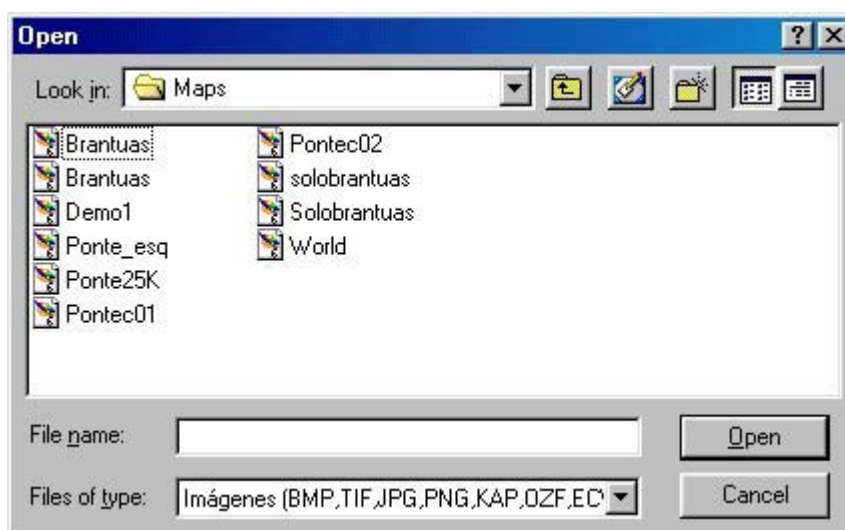 Open
Look in: Maps
Brantuas
Brantuas
Demo1
Ponte_esq
Ponte25K
Pontec01
Pontec02
solobrantuas
Solobrantuas
World
File name:
Open
Files of type: Imágenes (BMP,TIF,JPG,PNG,KAP,OZF,EC
Cancel